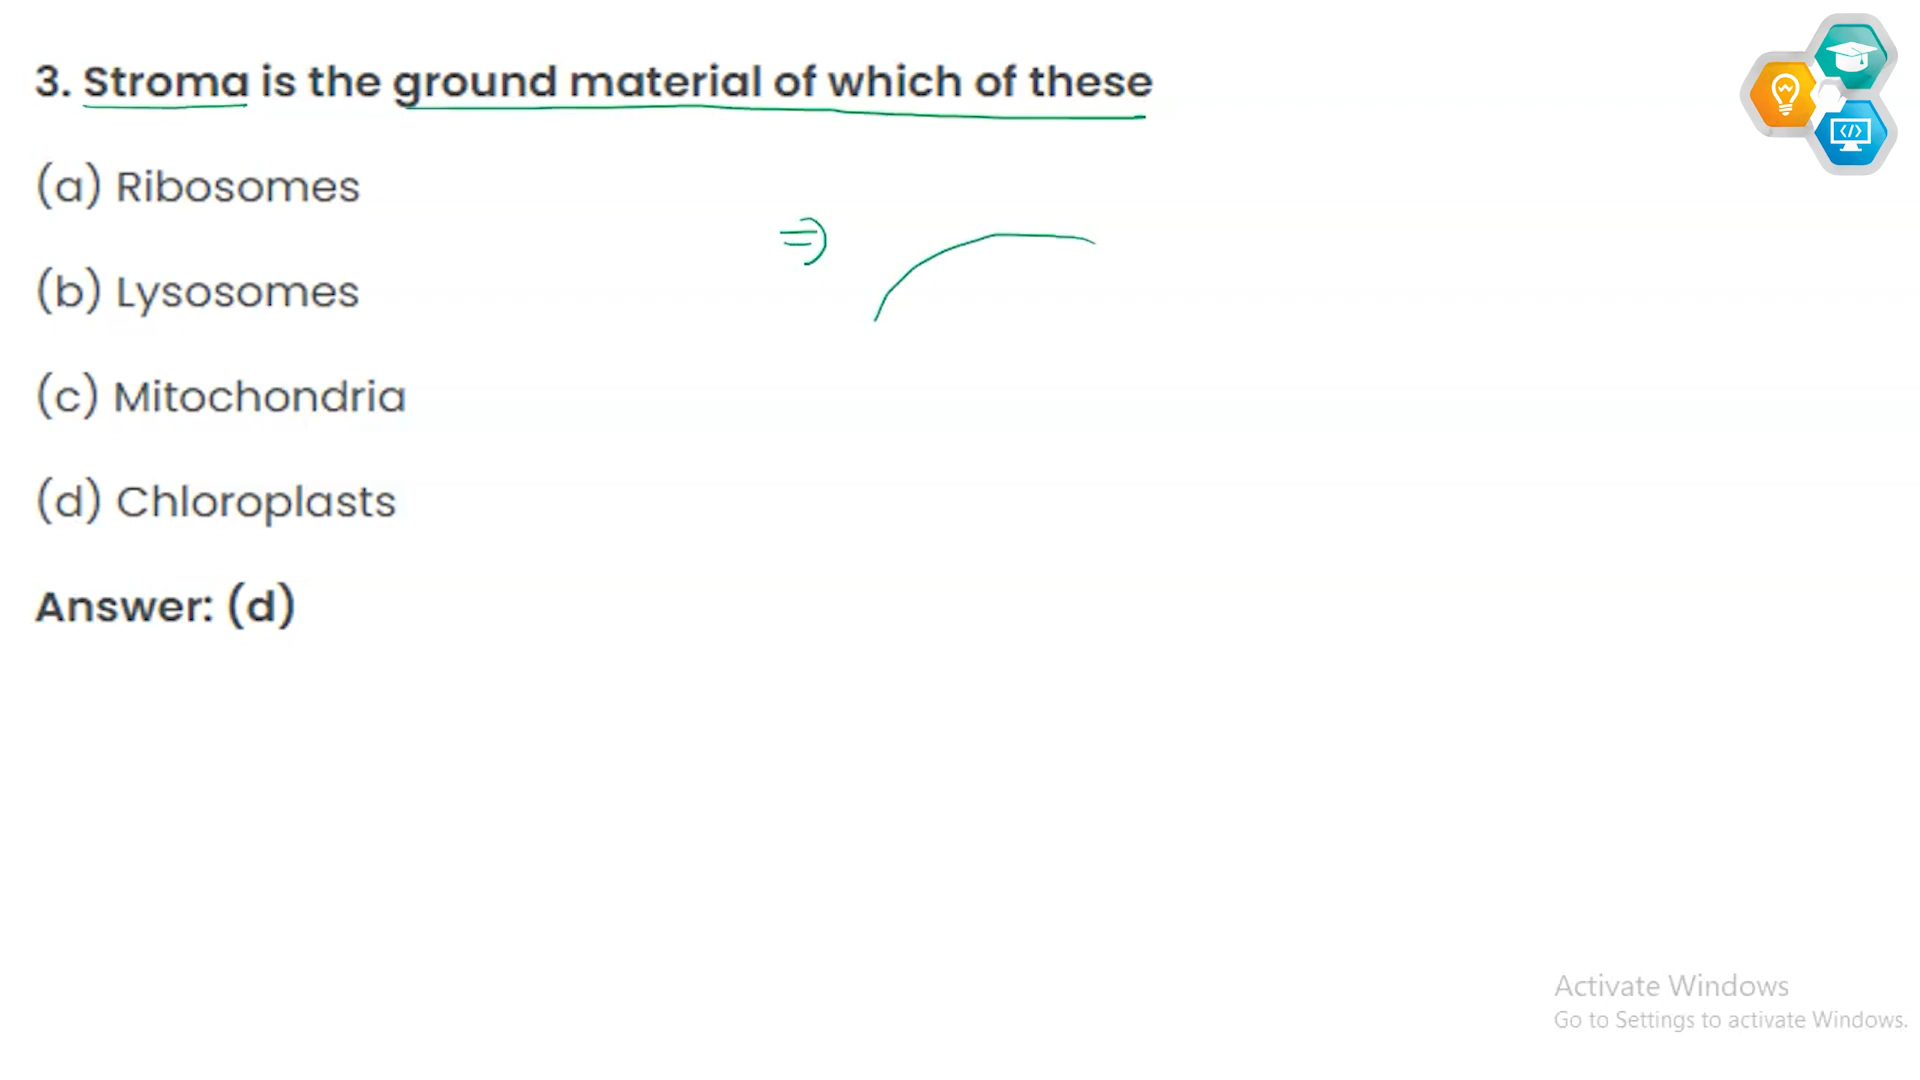 3. Stroma is the ground material of which of these
(a) Ribosomes
(b) Lysosomes
(c) Mitochondria
(d) Chloroplasts
Answer: (d)
Activate Windows
Go to Settings to activate Windows.